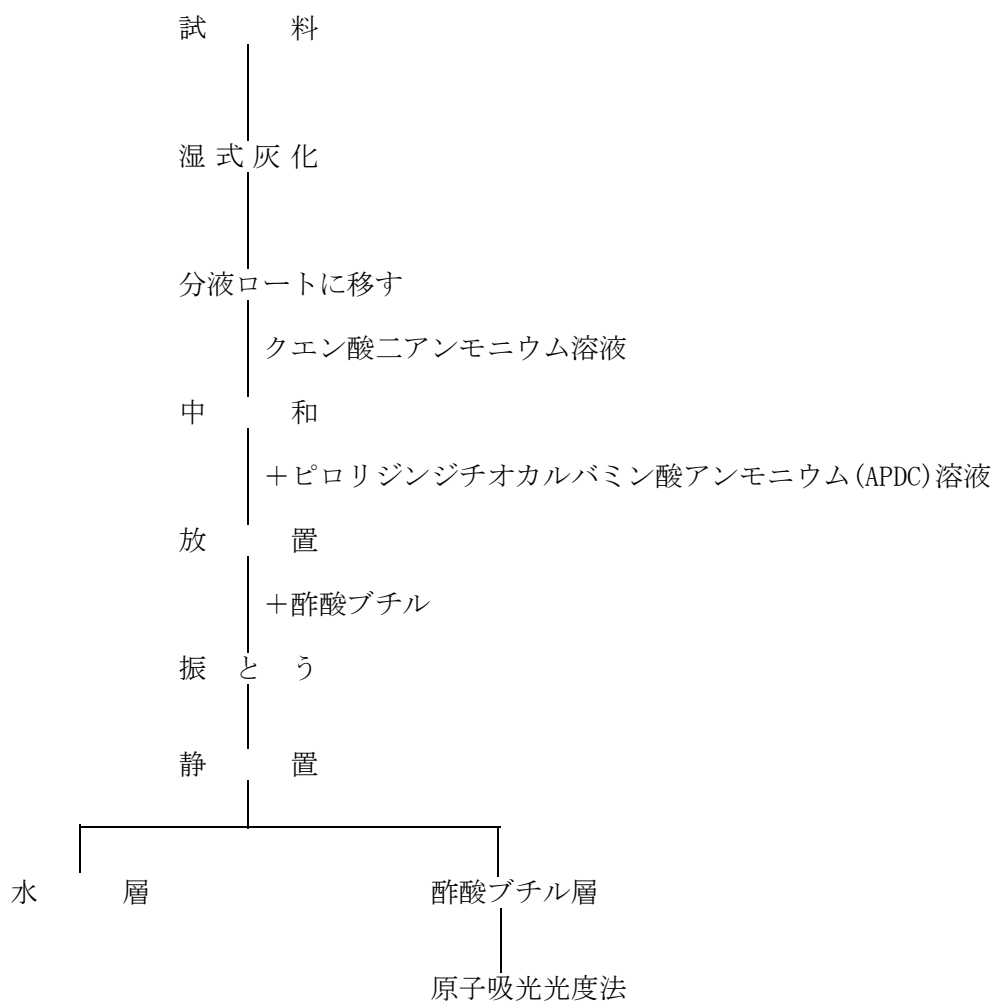 試　　料
湿式灰化
分液ロートに移す
クエン酸二アンモニウム溶液
中　　和
＋ピロリジンジチオカルバミン酸アンモニウム(APDC)溶液
放　　置
＋酢酸ブチル
振 と う
静　　置
水　　層
酢酸ブチル層
原子吸光光度法